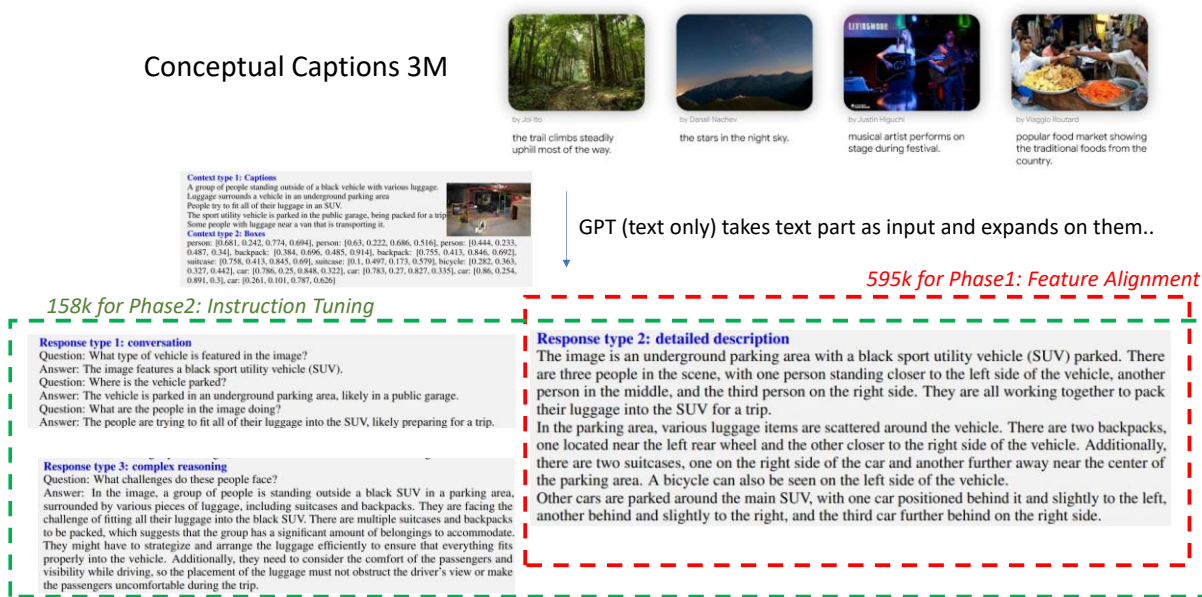 Conceptual Captions 3M
LIVINGMORE
by Joi Ito
the trail climbs steadily
uphill most of the way.
by Danail Nachev
the stars in the night sky.
by Justin Higuchi
musical artist performs on
stage during festival.
by Viaggio Routard
popular food market showing
the traditional foods from the
country.
Context type 1: Captions
A group of people standing outside of a black vehicle with various luggage.
Luggage surrounds a vehicle in an underground parking area
People try to fit all of their luggage in an SUV.
The sport utility vehicle is parked in the public garage, being packed for a trip
Some people with luggage near a van that is transporting it.
Context type 2: Boxes
person: [0.681, 0.242, 0.774, 0.694], person: [0.63, 0.222, 0.686, 0.516], person: [0.444, 0.233,
0.487, 0.34], backpack: [0.384, 0.696, 0.485, 0.914], backpack: [0.755, 0.413, 0.846, 0.692],
suitcase: [0.758, 0.413, 0.845, 0.69], suitcase: [0.1, 0.497, 0.173, 0.579], bicycle: [0.282, 0.363,
0.327, 0.442], car: [0.786, 0.25, 0.848, 0.322], car: [0.783, 0.27, 0.827, 0.335], car: [0.86, 0.254,
0.891, 0.3], car: [0.261, 0.101, 0.787, 0.626]
GPT (text only) takes text part as input and expands on them..
595k for Phase1: Feature Alignment
158k for Phase2: Instruction Tuning
Response type 1: conversation
Question: What type of vehicle is featured in the image?
Answer: The image features a black sport utility vehicle (SUV).
Question: Where is the vehicle parked?
Answer: The vehicle is parked in an underground parking area, likely in a public garage.
Question: What are the people in the image doing?
Answer: The people are trying to fit all of their luggage into the SUV, likely preparing for a trip.
Response type 3: complex reasoning
Question: What challenges do these people face?
Answer: In the image, a group of people is standing outside a black SUV in a parking area,
surrounded by various pieces of luggage, including suitcases and backpacks. They are facing the
challenge of fitting all their luggage into the black SUV. There are multiple suitcases and backpacks
to be packed, which suggests that the group has a significant amount of belongings to accommodate.
They might have to strategize and arrange the luggage efficiently to ensure that everything fits
properly into the vehicle. Additionally, they need to consider the comfort of the passengers and
visibility while driving, so the placement of the luggage must not obstruct the driver's view or make
the passengers uncomfortable during the trip.
Response type 2: detailed description
The image is an underground parking area with a black sport utility vehicle (SUV) parked. There
are three people in the scene, with one person standing closer to the left side of the vehicle, another
person in the middle, and the third person on the right side. They are all working together to pack
their luggage into the SUV for a trip.
In the parking area, various luggage items are scattered around the vehicle. There are two backpacks,
one located near the left rear wheel and the other closer to the right side of the vehicle. Additionally,
there are two suitcases, one on the right side of the car and another further away near the center of
the parking area. A bicycle can also be seen on the left side of the vehicle.
Other cars are parked around the main SUV, with one car positioned behind it and slightly to the left,
another behind and slightly to the right, and the third car further behind on the right side.